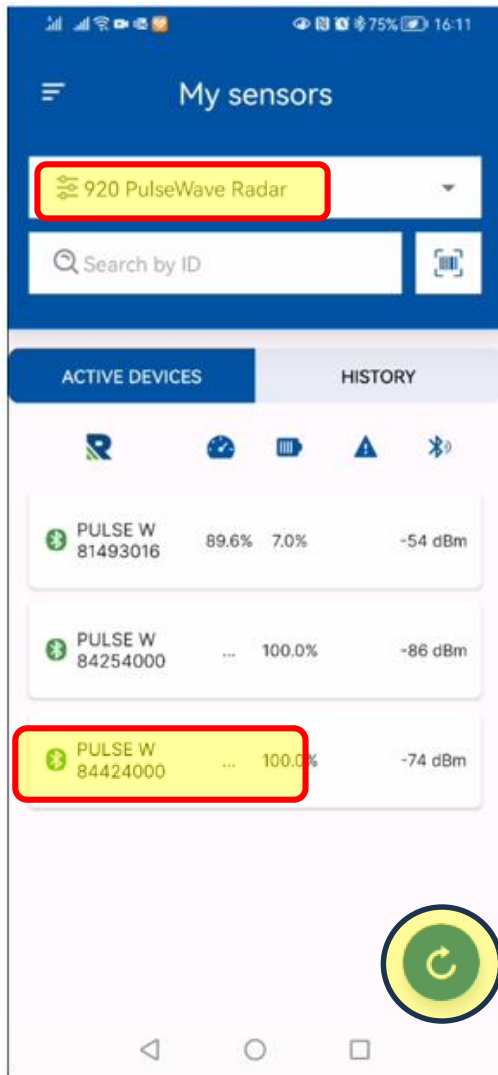 75% 16:11
My sensors
920 PulseWave Radar
Search by ID
ACTIVE DEVICES HISTORY
PULSE W
81493016 89.6% 7.0% -54 dBm
PULSE W
84254000 ... 100.0% -86 dBm
PULSE W
84424000 ... 100.0% -74 dBm